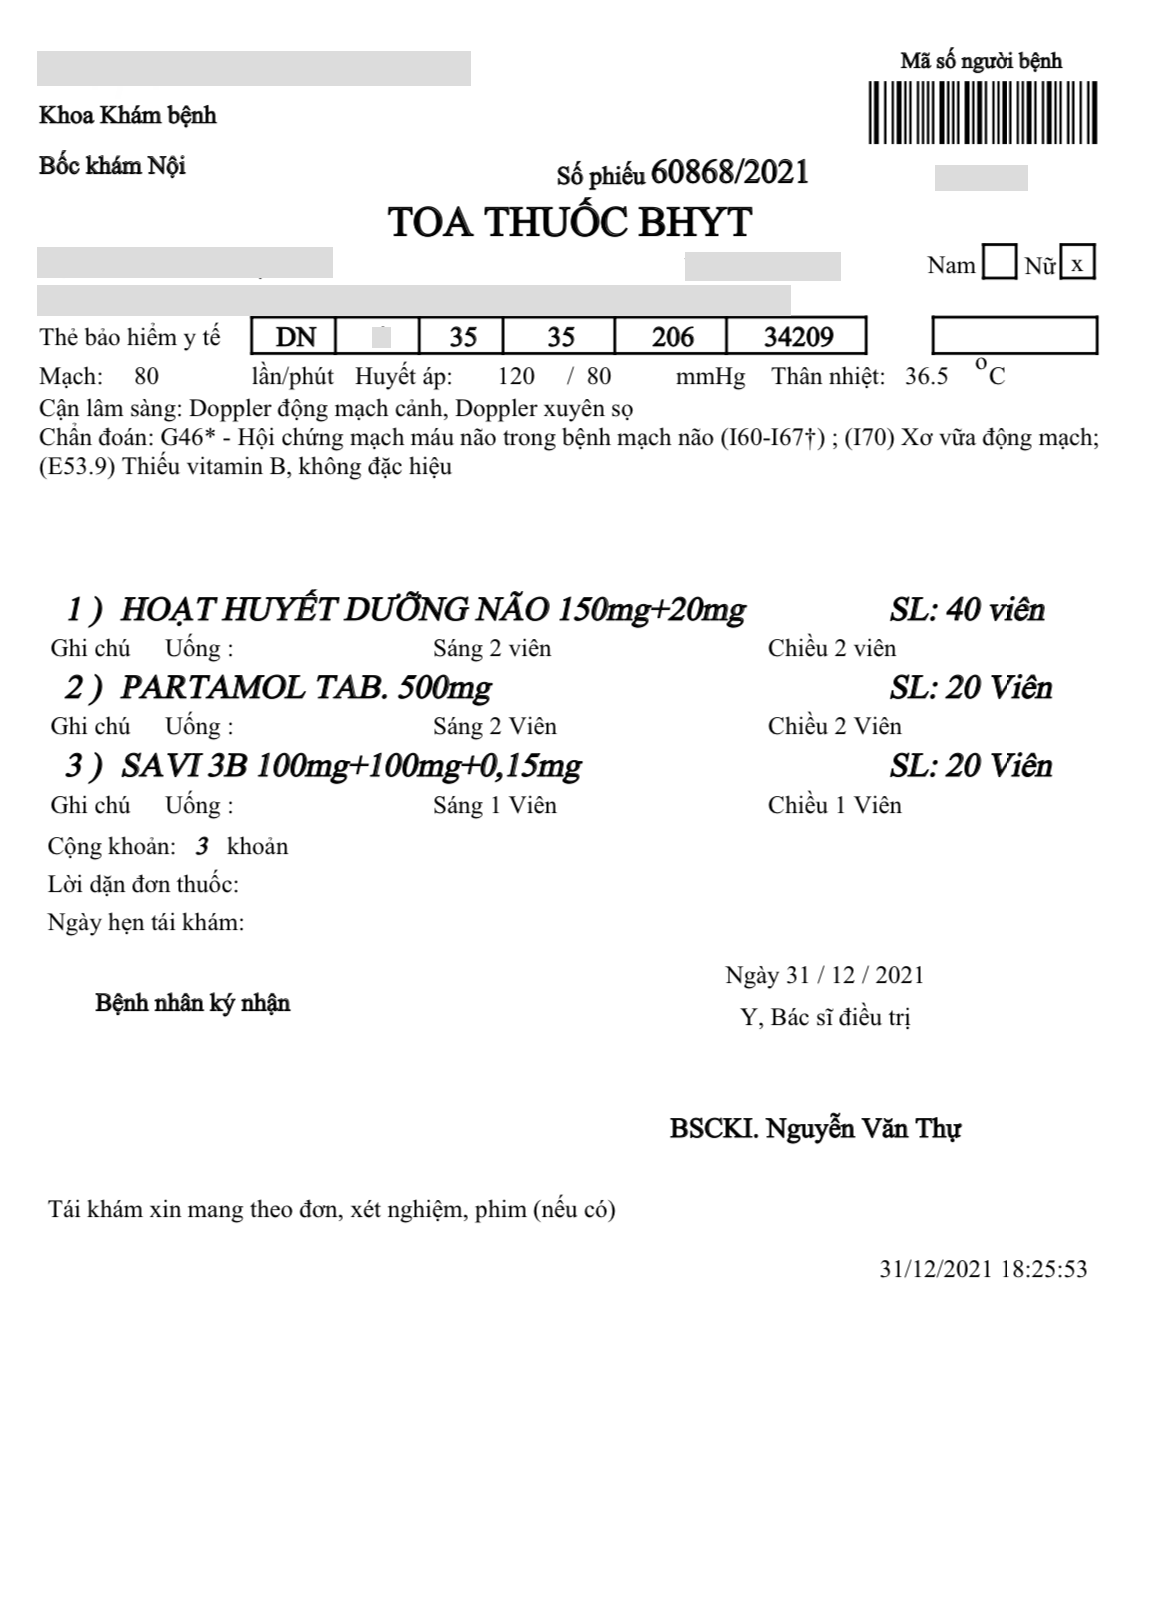 Mã số người bệnh
Khoa Khám bệnh
Bốc khám Nội
Số phiếu 60868/2021
TOA THUỐC BHYT
Nam Nữ x
Thẻ bảo hiểm y tế DN 35 35 206 34209
Mạch: 80 lần/phút Huyết áp: 120 / 80 mmHg Thân nhiệt: 36.5 °C
Cận lâm sàng: Doppler động mạch cảnh, Doppler xuyên sọ
Chẩn đoán: G46* - Hội chứng mạch máu não trong bệnh mạch não (I60-I67†) ; (I70) Xơ vữa động mạch;
(E53.9) Thiếu vitamin B, không đặc hiệu
1 ) HOẠT HUYẾT DƯỠNG NÃO 150mg+20mg SL: 40 viên
Ghi chú Uống : Sáng 2 viên Chiều 2 viên
2 ) PARTAMOL TAB. 500mg SL: 20 Viên
Ghi chú Uống : Sáng 2 Viên Chiều 2 Viên
3 ) SAVI 3B 100mg+100mg+0,15mg SL: 20 Viên
Ghi chú Uống : Sáng 1 Viên Chiều 1 Viên
Cộng khoản: 3 khoản
Lời dặn đơn thuốc:
Ngày hẹn tái khám:
Ngày 31 / 12 / 2021
Bệnh nhân ký nhận
Y, Bác sĩ điều trị
BSCKI. Nguyễn Văn Thự
Tái khám xin mang theo đơn, xét nghiệm, phim (nếu có)
31/12/2021 18:25:53